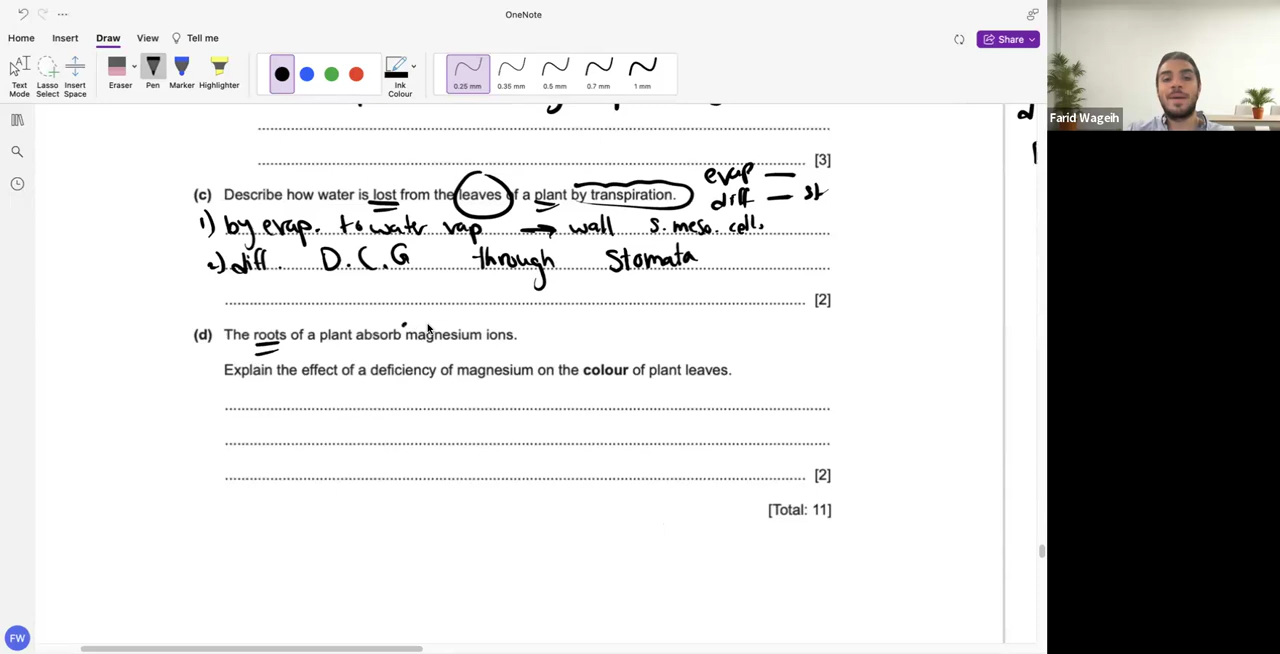 OneNote
Home Insert Draw View Tell me
Share
Text Mode Lasso Select Insert Space Eraser Pen Marker Highlighter Ink Colour 0.25 mm 0.35 mm 0.5 mm 0.7 mm 1 mm
Farid Wageih
[3]
evap —
(c) Describe how water is lost from the leaves of a plant by transpiration.
diff — st
1) by evap. to water vap → wall s. meso. cells
2) diff. D.C.G through Stomata
[2]
(d) The roots of a plant absorb magnesium ions.
Explain the effect of a deficiency of magnesium on the colour of plant leaves.
[2]
[Total: 11]
FW